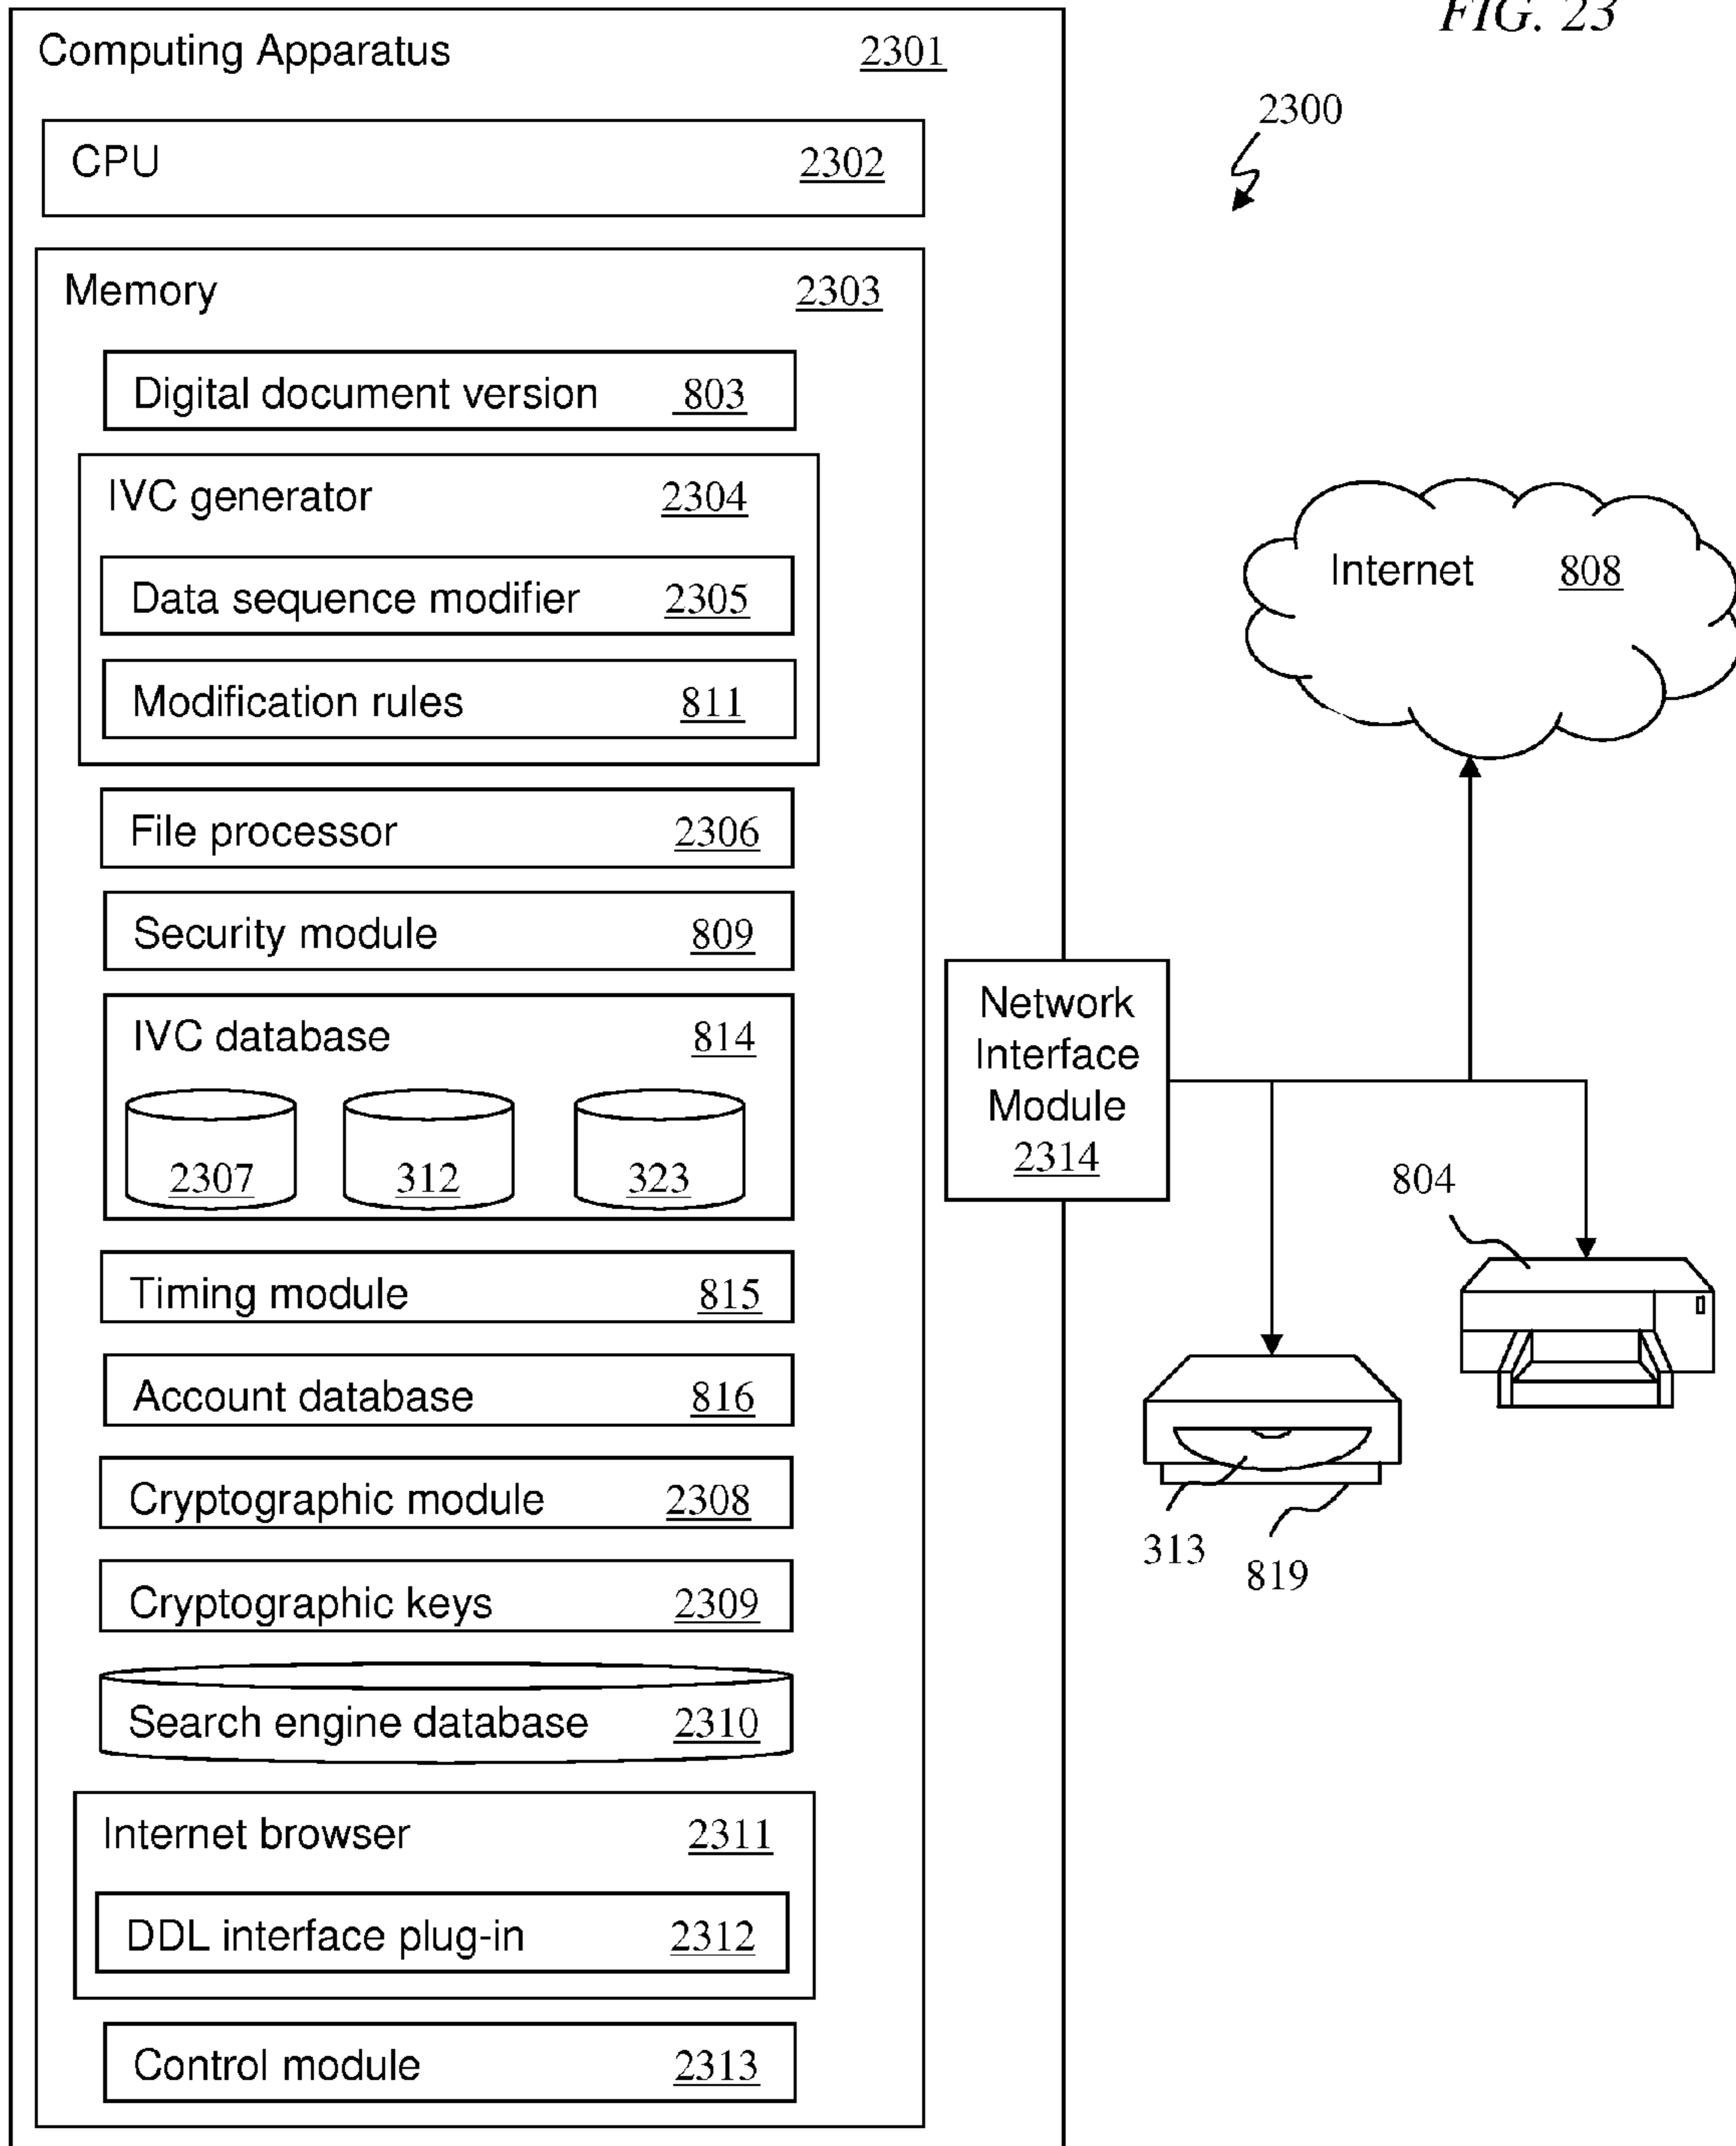 FIG. 23
Computing Apparatus 2301
2300
CPU 2302
Memory 2303
Digital document version 803
IVC generator 2304
Data sequence modifier 2305
Modification rules 811
File processor 2306
Security module 809
IVC database 814
2307 312 323
Timing module 815
Account database 816
Cryptographic module 2308
Cryptographic keys 2309
Search engine database 2310
Internet browser 2311
DDL interface plug-in 2312
Control module 2313
Network
Interface
Module
2314
Internet 808
804
313
819